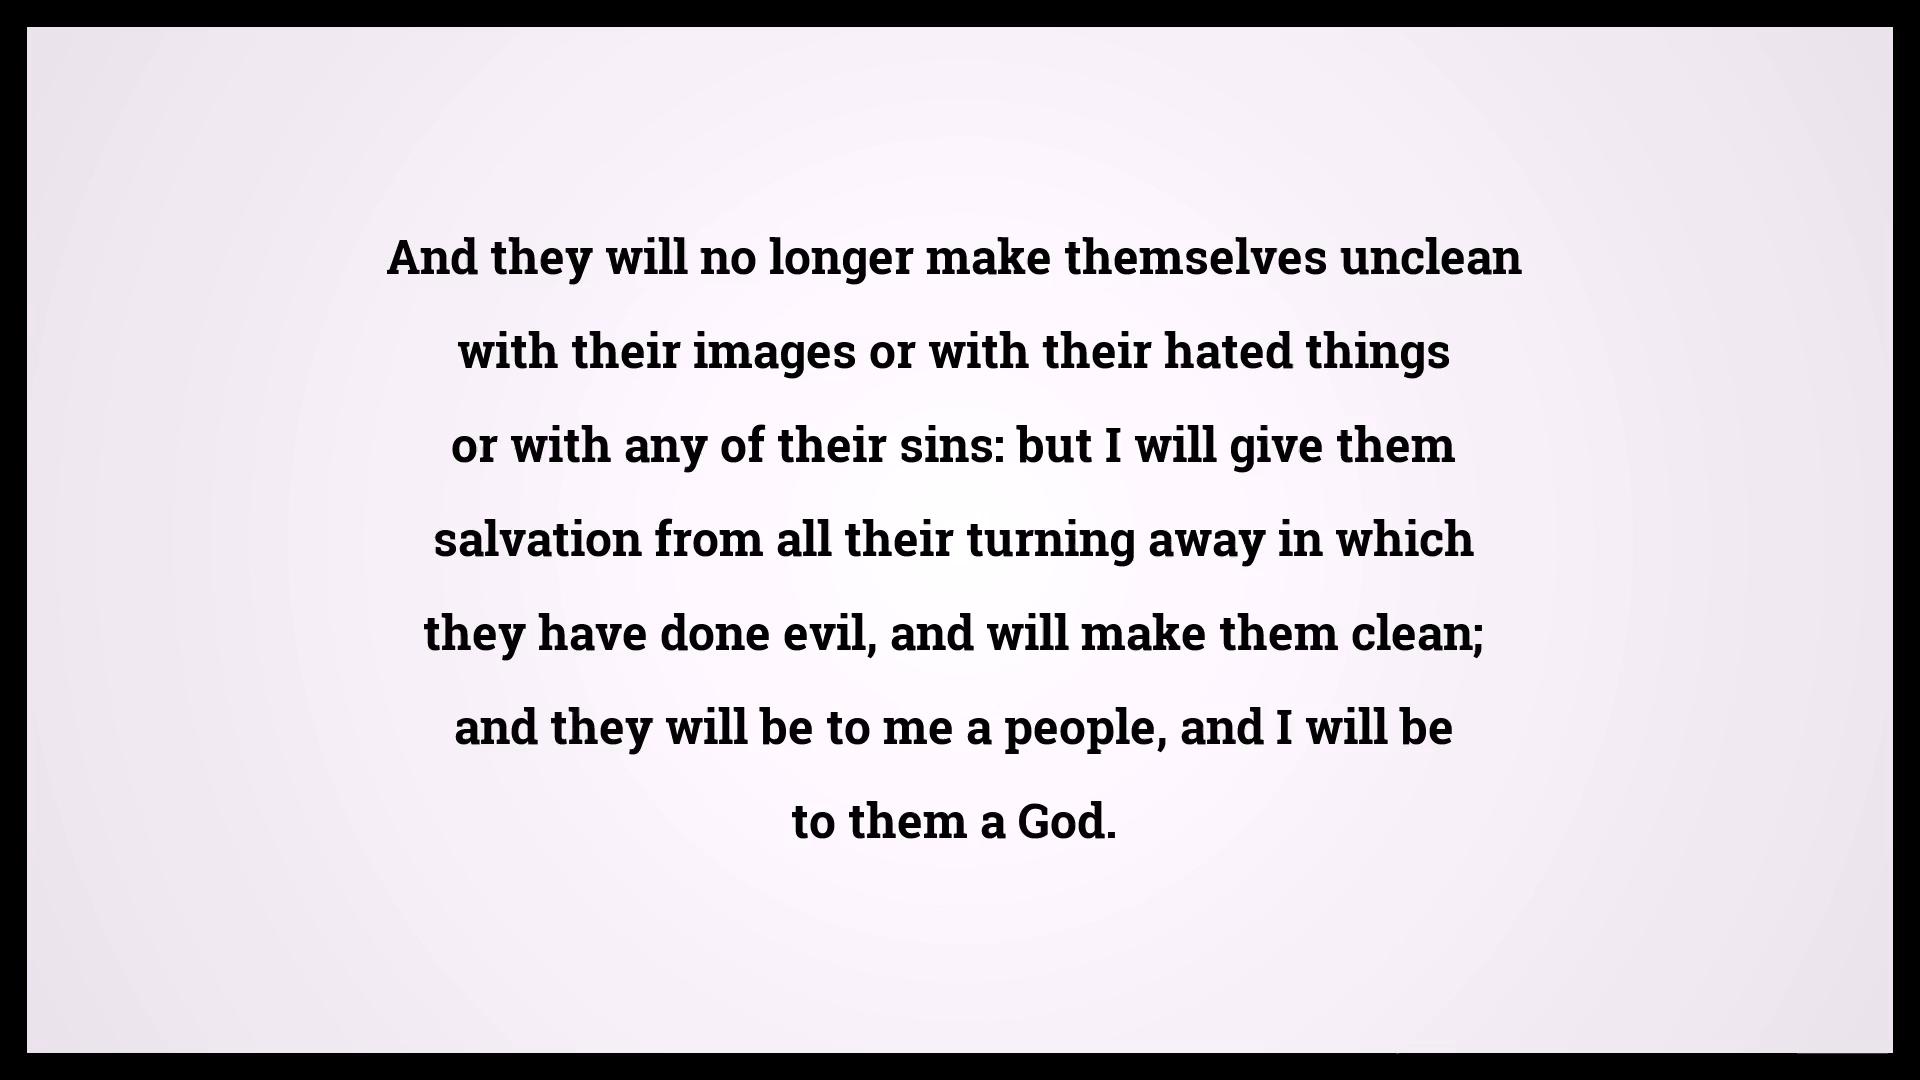 And they will no longer make themselves unclean
with their images or with their hated things
or with any of their sins: but I will give them
salvation from all their turning away in which
they have done evil, and will make them clean;
and they will be to me a people, and I will be
to them a God.